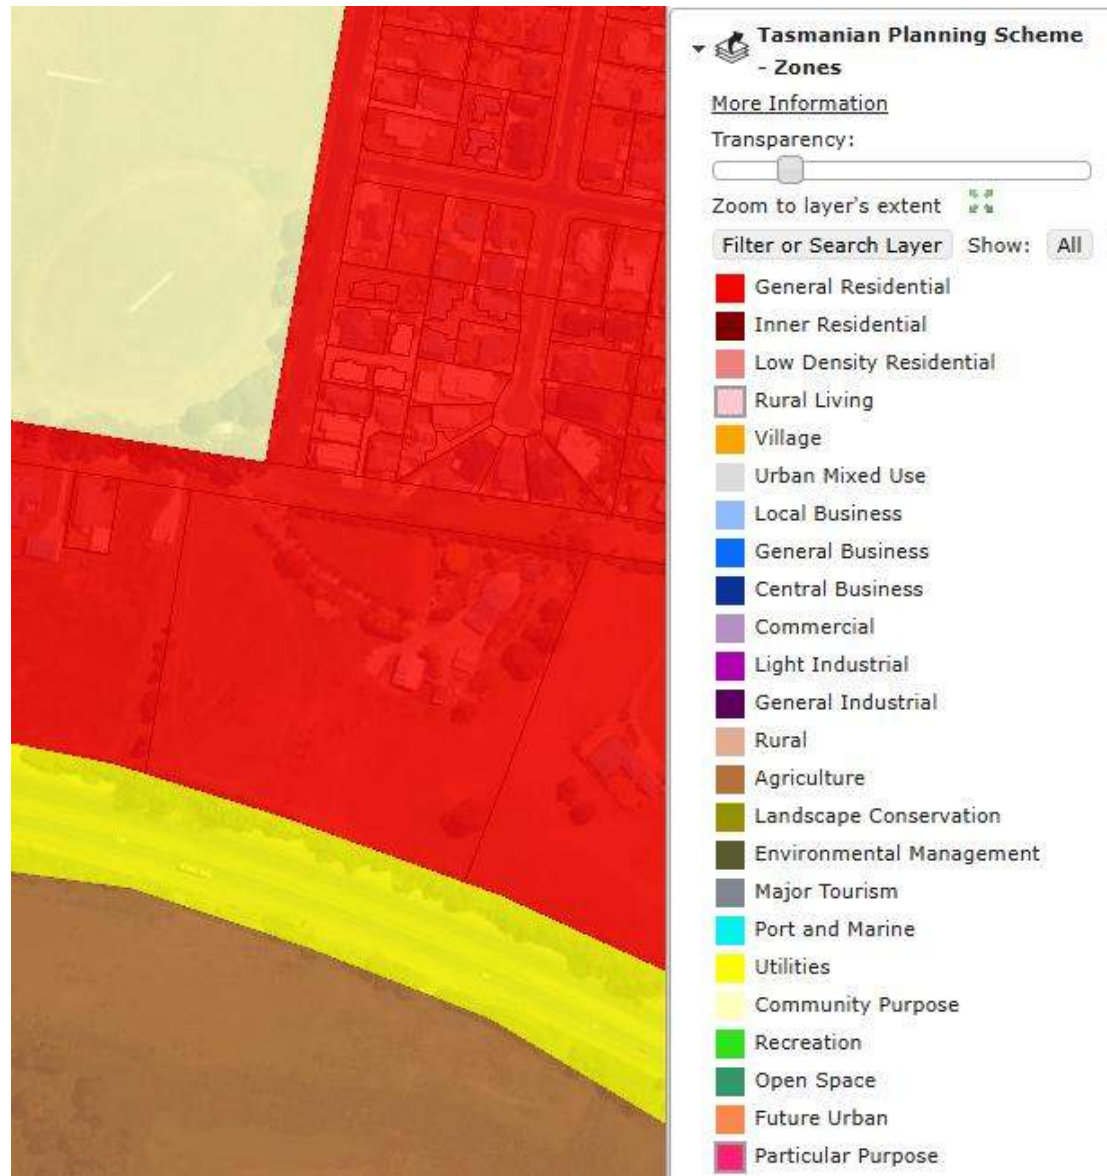 Tasmanian Planning Scheme
- Zones
More Information
Transparency:
Zoom to layer's extent
Filter or Search Layer Show: All
General Residential
Inner Residential
Low Density Residential
Rural Living
Village
Urban Mixed Use
Local Business
General Business
Central Business
Commercial
Light Industrial
General Industrial
Rural
Agriculture
Landscape Conservation
Environmental Management
Major Tourism
Port and Marine
Utilities
Community Purpose
Recreation
Open Space
Future Urban
Particular Purpose